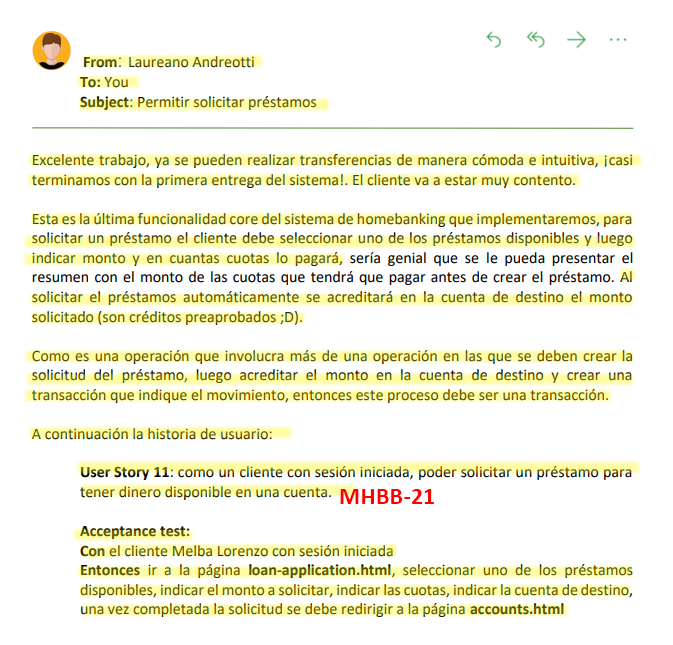 From: Laureano Andreotti
To: You
Subject: Permitir solicitar préstamos
Excelente trabajo, ya se pueden realizar transferencias de manera cómoda e intuitiva, ¡casi
terminamos con la primera entrega del sistema!. El cliente va a estar muy contento.
Esta es la última funcionalidad core del sistema de homebanking que implementaremos, para
solicitar un préstamo el cliente debe seleccionar uno de los préstamos disponibles y luego
indicar monto y en cuantas cuotas lo pagará, sería genial que se le pueda presentar el
resumen con el monto de las cuotas que tendrá que pagar antes de crear el préstamo. Al
solicitar el préstamos automáticamente se acreditará en la cuenta de destino el monto
solicitado (son créditos preaprobados ;D).
Como es una operación que involucra más de una operación en las que se deben crear la
solicitud del préstamo, luego acreditar el monto en la cuenta de destino y crear una
transacción que indique el movimiento, entonces este proceso debe ser una transacción.
A continuación la historia de usuario:
User Story 11: como un cliente con sesión iniciada, poder solicitar un préstamo para
tener dinero disponible en una cuenta. MHBB-21
Acceptance test:
Con el cliente Melba Lorenzo con sesión iniciada
Entonces ir a la página loan-application.html, seleccionar uno de los préstamos
disponibles, indicar el monto a solicitar, indicar las cuotas, indicar la cuenta de destino,
una vez completada la solicitud se debe redirigir a la página accounts.html